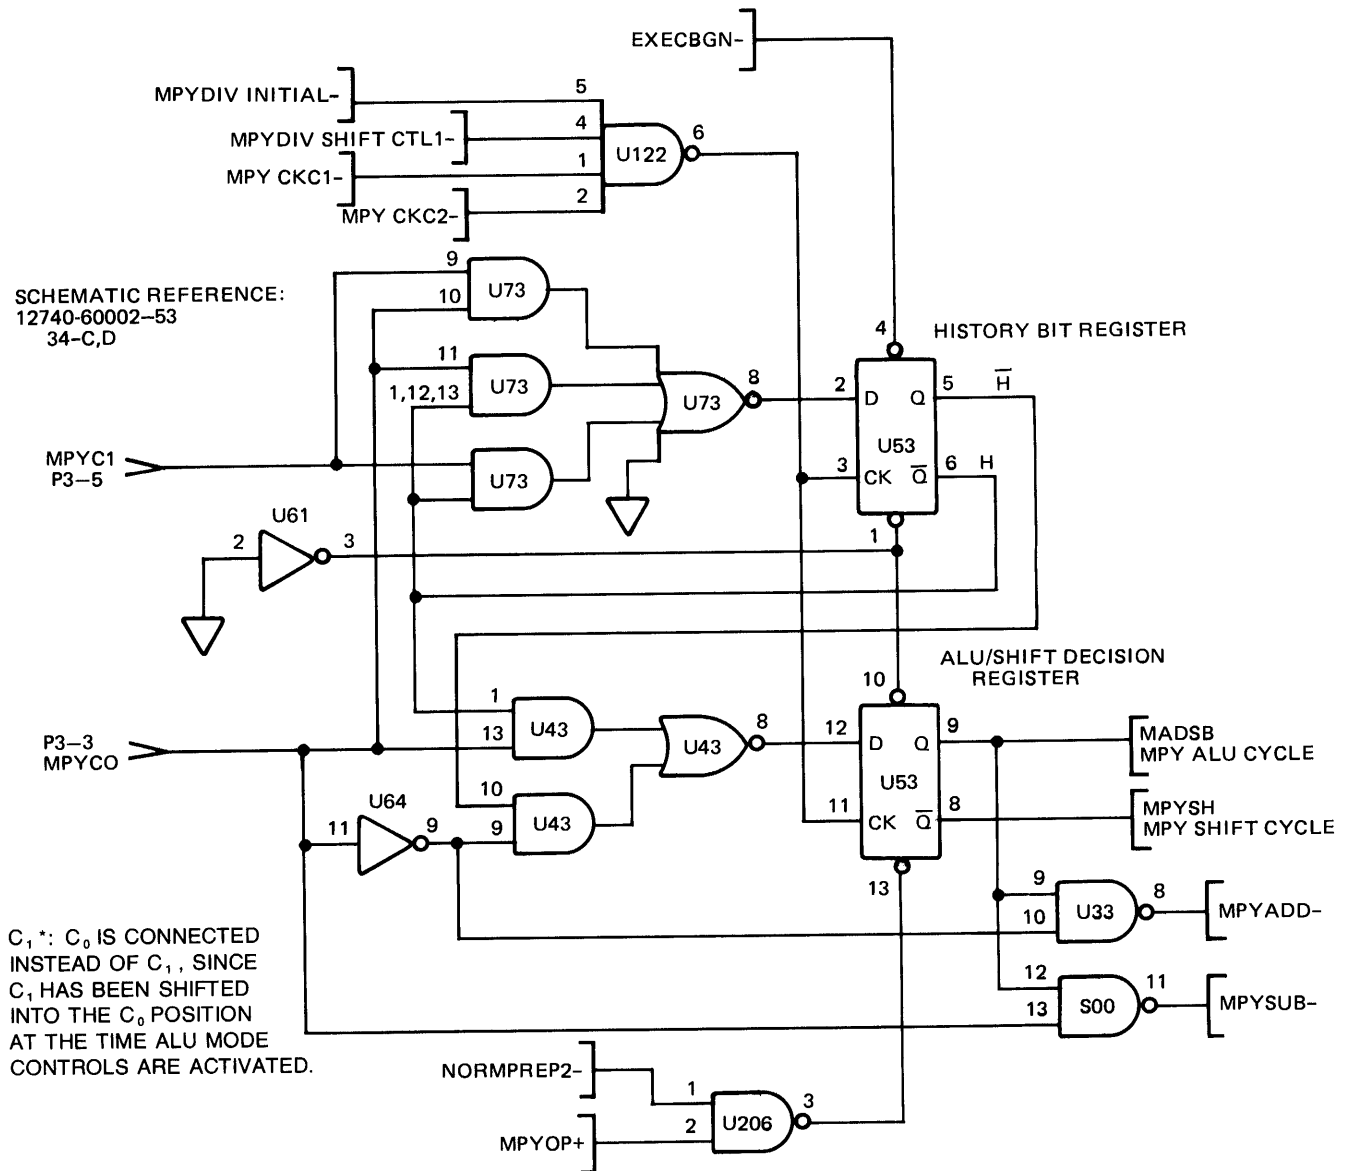 EXECBGN-
MPYDIV INITIAL-
5
MPYDIV SHIFT CTL1-
4
U122
6
MPY CKC1-
1
MPY CKC2-
2
SCHEMATIC REFERENCE:
12740-60002-53
34-C,D
9
10
U73
11
1,12,13
U73
U73
8
U73
4
HISTORY BIT REGISTER
2
D
Q
5
H̅
U53
3
CK
Q̅
6
H
1
MPYC1
P3-5
U61
2
3
ALU/SHIFT DECISION
REGISTER
10
1
13
U43
U43
8
12
D
Q
9
MADSB
MPY ALU CYCLE
U53
11
CK
Q̅
8
MPYSH
MPY SHIFT CYCLE
13
P3-3
MPYCO
U64
11
9
10
9
U43
9
10
U33
8
MPYADD-
12
13
S00
11
MPYSUB-
C₁*: C₀ IS CONNECTED
INSTEAD OF C₁, SINCE
C₁ HAS BEEN SHIFTED
INTO THE C₀ POSITION
AT THE TIME ALU MODE
CONTROLS ARE ACTIVATED.
NORMPREP2-
1
2
U206
3
MPYOP+